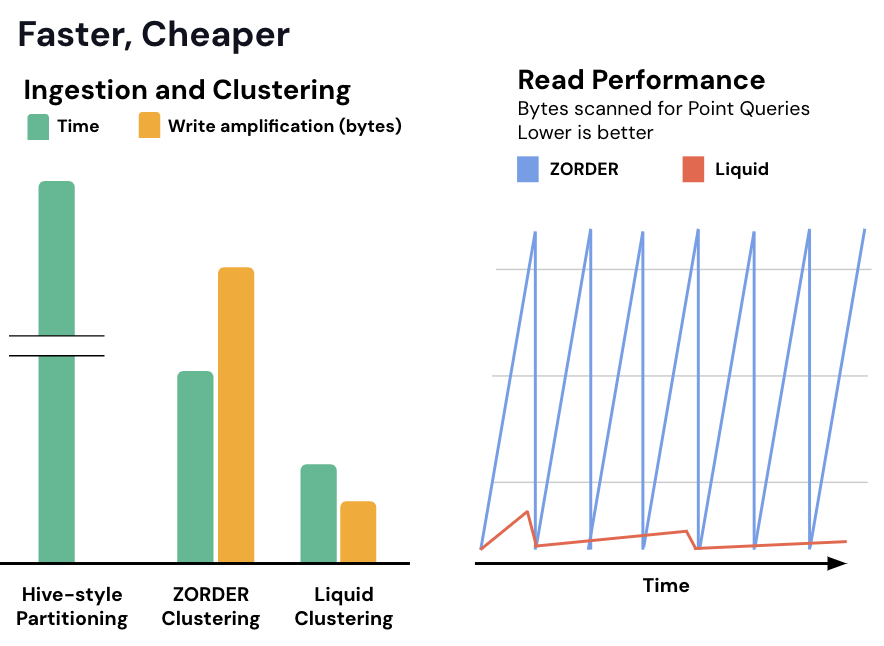 Faster, Cheaper
Ingestion and Clustering
Time
Write amplification (bytes)
Hive-style
Partitioning
ZORDER
Clustering
Liquid
Clustering
Read Performance
Bytes scanned for Point Queries
Lower is better
ZORDER
Liquid
Time